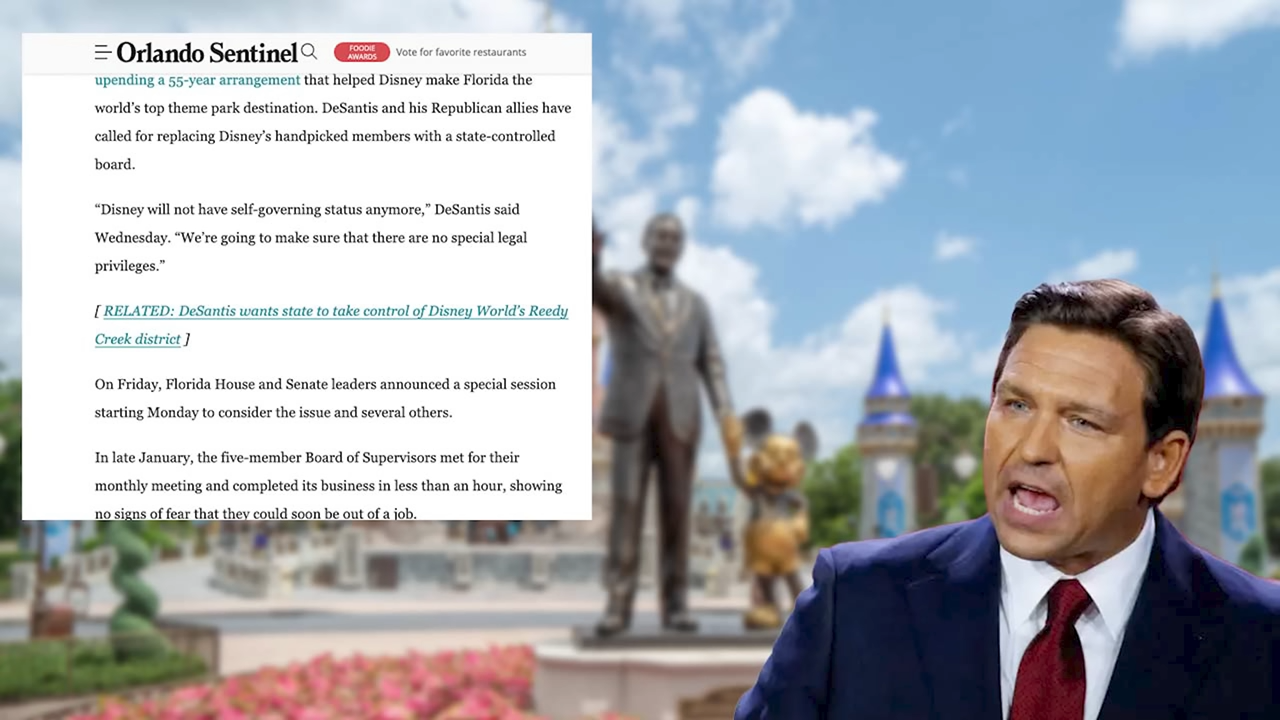 Orlando Sentinel
FOODIE
AWARDS
Vote for favorite restaurants
upending a 55-year arrangement that helped Disney make Florida the
world’s top theme park destination. DeSantis and his Republican allies have
called for replacing Disney’s handpicked members with a state-controlled
board.
“Disney will not have self-governing status anymore,” DeSantis said
Wednesday. “We’re going to make sure that there are no special legal
privileges.”
[ RELATED: DeSantis wants state to take control of Disney World’s Reedy
Creek district ]
On Friday, Florida House and Senate leaders announced a special session
starting Monday to consider the issue and several others.
In late January, the five-member Board of Supervisors met for their
monthly meeting and completed its business in less than an hour, showing
no signs of fear that they could soon be out of a job.